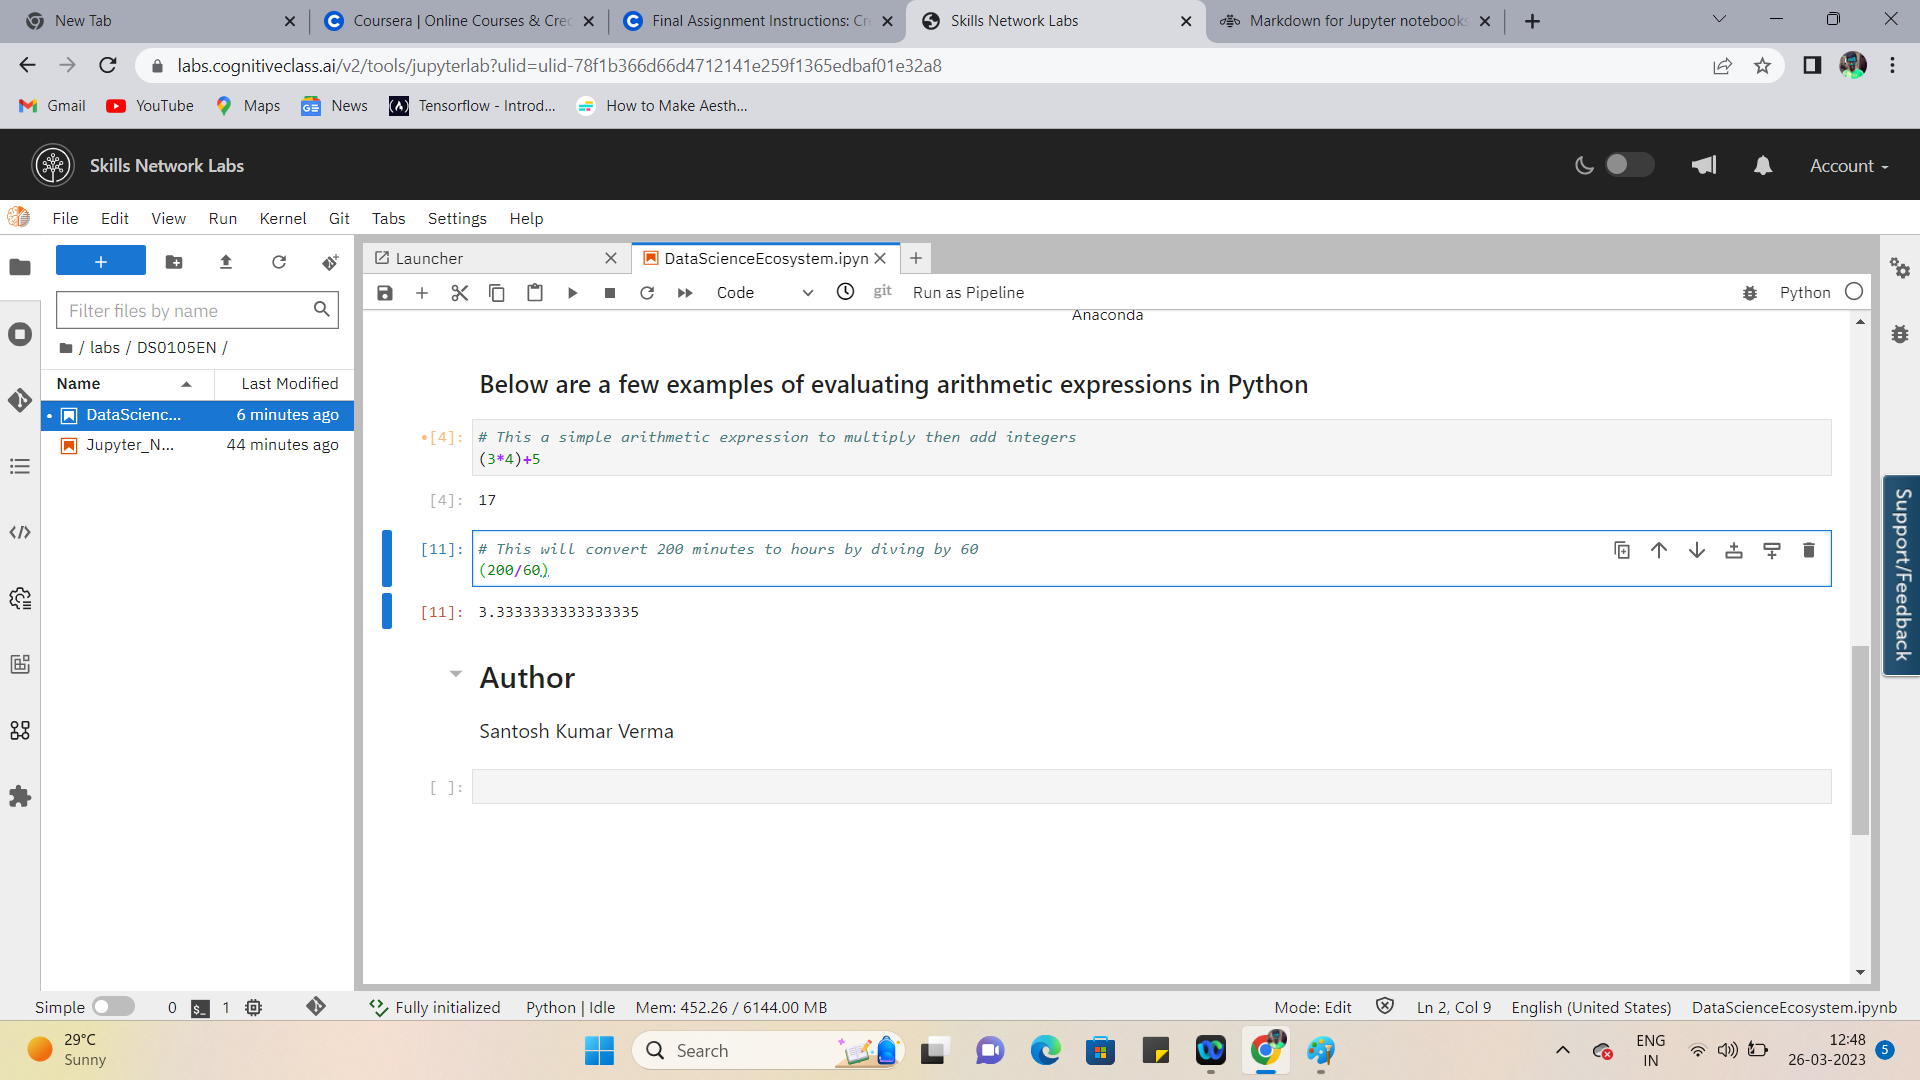 New Tab
Coursera | Online Courses & Crec
Final Assignment Instructions: Cr
Skills Network Labs
Markdown for Jupyter notebooks
labs.cognitiveclass.ai/v2/tools/jupyterlab?ulid=ulid-78f1b366d66d4712141e259f1365edbaf01e32a8
Gmail
YouTube
Maps
News
Tensorflow - Introd...
How to Make Aesth...
Skills Network Labs
Account
File Edit View Run Kernel Git Tabs Settings Help
Launcher
DataScienceEcosystem.ipyn
Code
git
Run as Pipeline
Python
Filter files by name
/ labs / DS0105EN /
Name Last Modified
DataScienc... 6 minutes ago
Jupyter_N... 44 minutes ago
Anaconda
Below are a few examples of evaluating arithmetic expressions in Python
[4]: # This a simple arithmetic expression to multiply then add integers
(3*4)+5
[4]: 17
[11]: # This will convert 200 minutes to hours by diving by 60
(200/60)
[11]: 3.3333333333333335
Author
Santosh Kumar Verma
[ ]:
Support/Feedback
Simple 0 $_ 1 Fully initialized Python | Idle Mem: 452.26 / 6144.00 MB Mode: Edit Ln 2, Col 9 English (United States) DataScienceEcosystem.ipynb
29°C
Sunny
Search
ENG
IN
12:48
26-03-2023
5